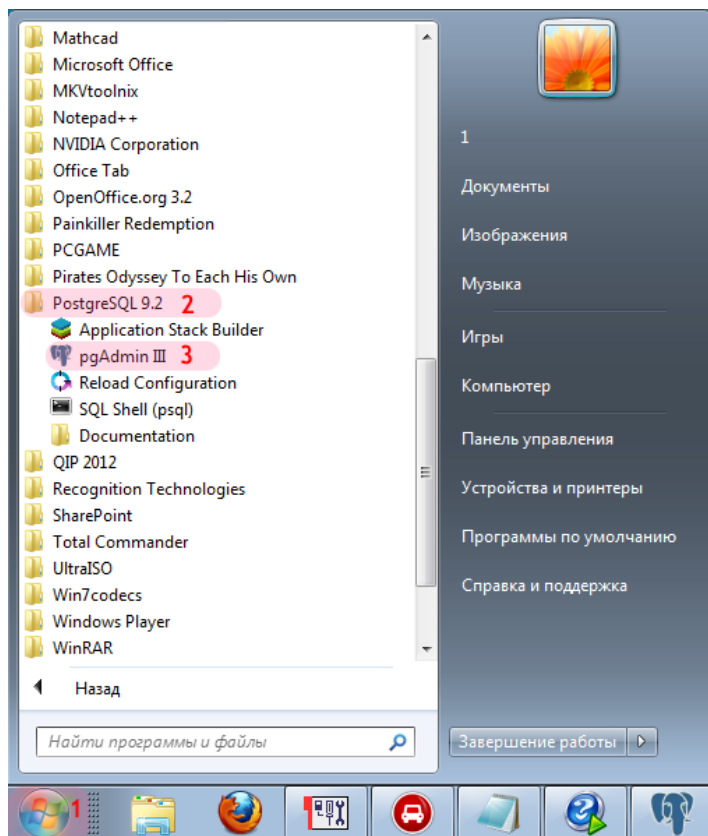 Mathcad
Microsoft Office
MKVtoolnix
Notepad++
NVIDIA Corporation
Office Tab
OpenOffice.org 3.2
Painkiller Redemption
PCGAME
Pirates Odyssey To Each His Own
PostgreSQL 9.2 2
Application Stack Builder
pgAdmin III 3
Reload Configuration
SQL Shell (psql)
Documentation
QIP 2012
Recognition Technologies
SharePoint
Total Commander
UltraISO
Win7codecs
Windows Player
WinRAR
Назад
Найти программы и файлы
1
Документы
Изображения
Музыка
Игры
Компьютер
Панель управления
Устройства и принтеры
Программы по умолчанию
Справка и поддержка
Завершение работы
1